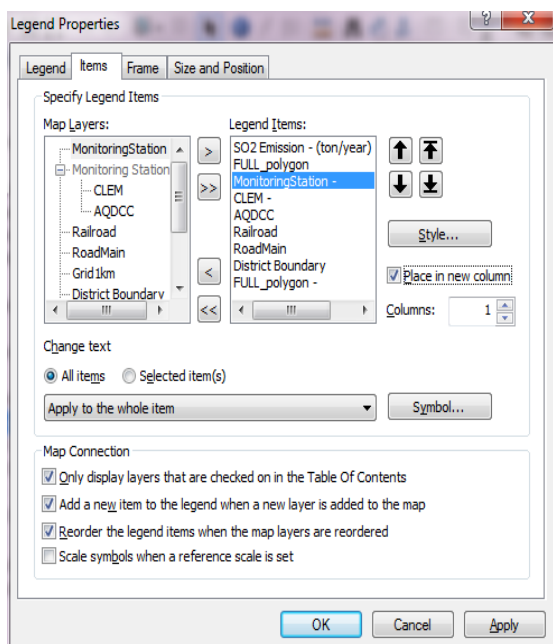 Legend Properties
?
X
Legend Items Frame Size and Position
Specify Legend Items
Map Layers:
MonitoringStation
Monitoring Station
CLEM
AQDCC
Railroad
RoadMain
Grid1km
District Boundary
>
>>
<
<<
Legend Items:
SO2 Emission - (ton/year)
FULL_polygon
MonitoringStation -
CLEM -
AQDCC
Railroad
RoadMain
District Boundary
FULL_polygon -
Style...
Place in new column
Columns: 1
Change text
All items Selected item(s)
Apply to the whole item
Symbol...
Map Connection
Only display layers that are checked on in the Table Of Contents
Add a new item to the legend when a new layer is added to the map
Reorder the legend items when the map layers are reordered
Scale symbols when a reference scale is set
OK Cancel Apply